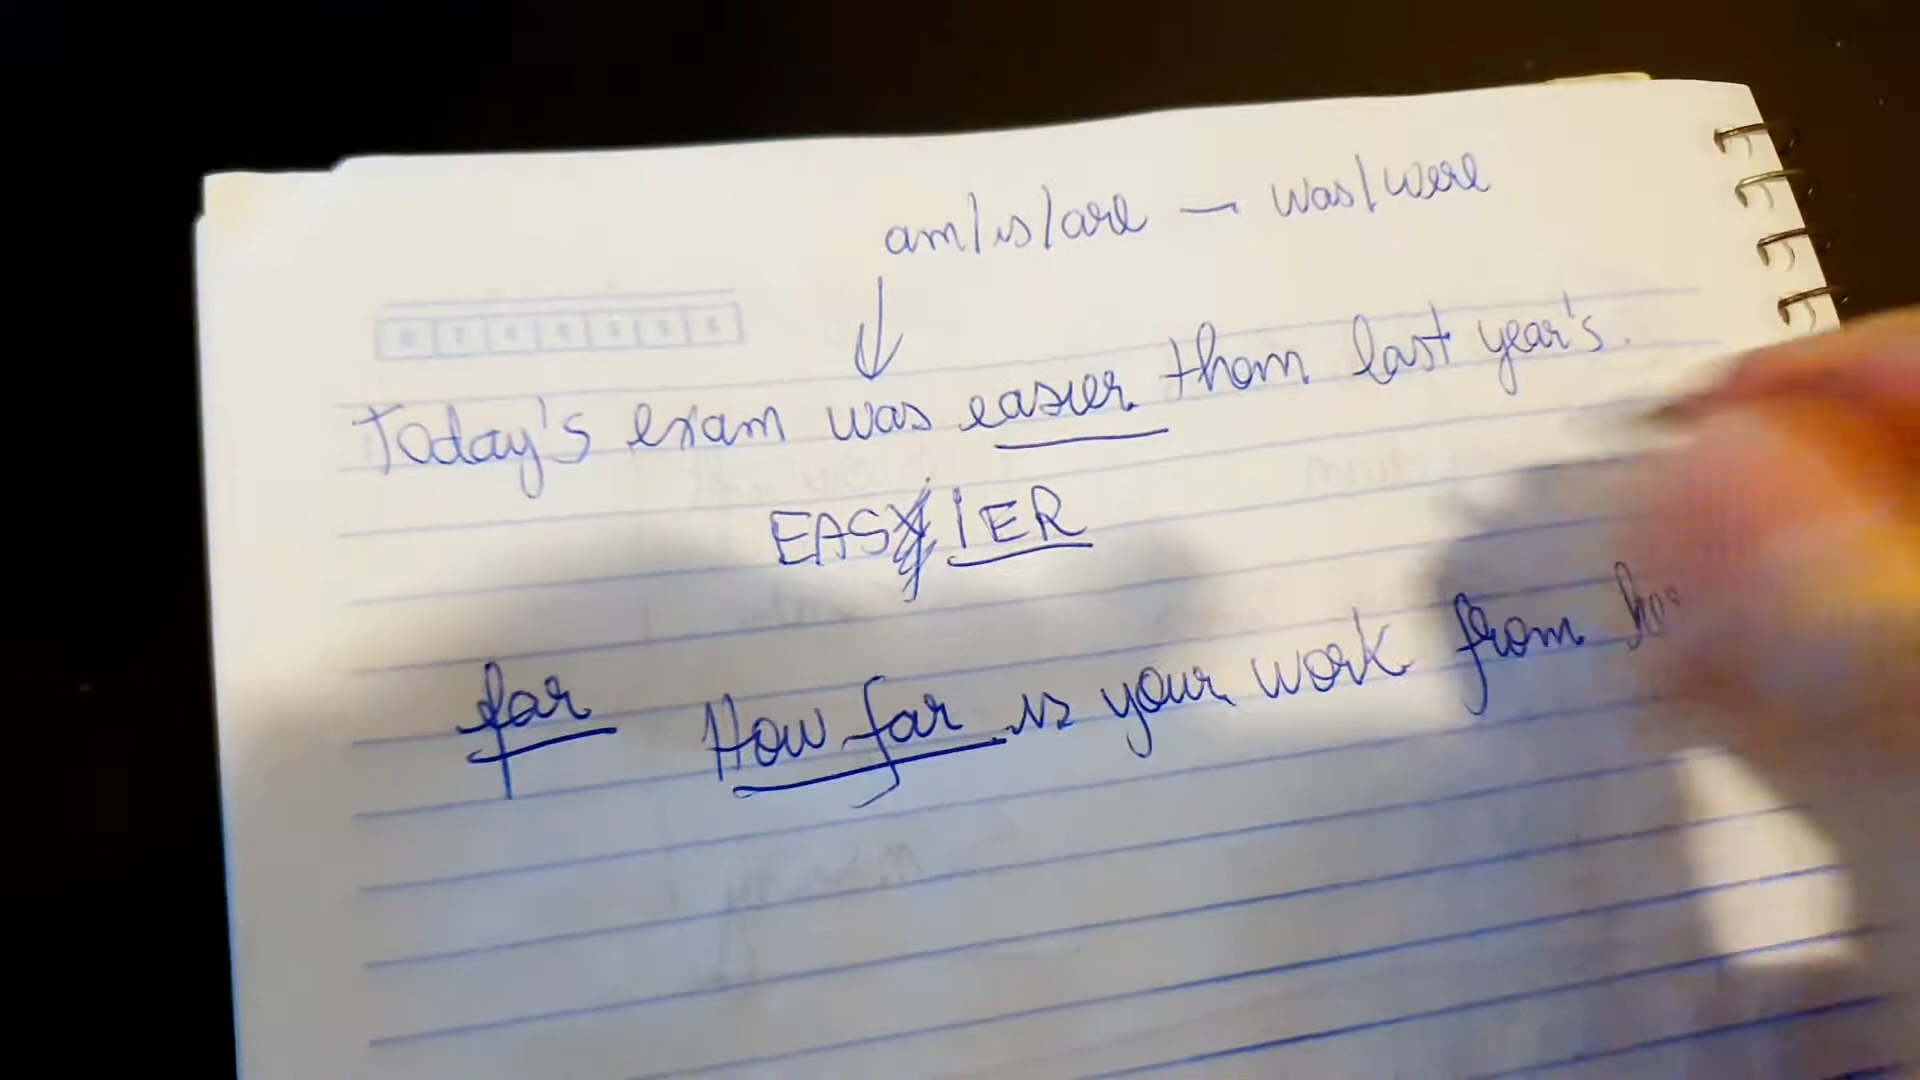 am/is/are — was/were
Today's exam was easier than last year's.
EASIER
far How far is your work from